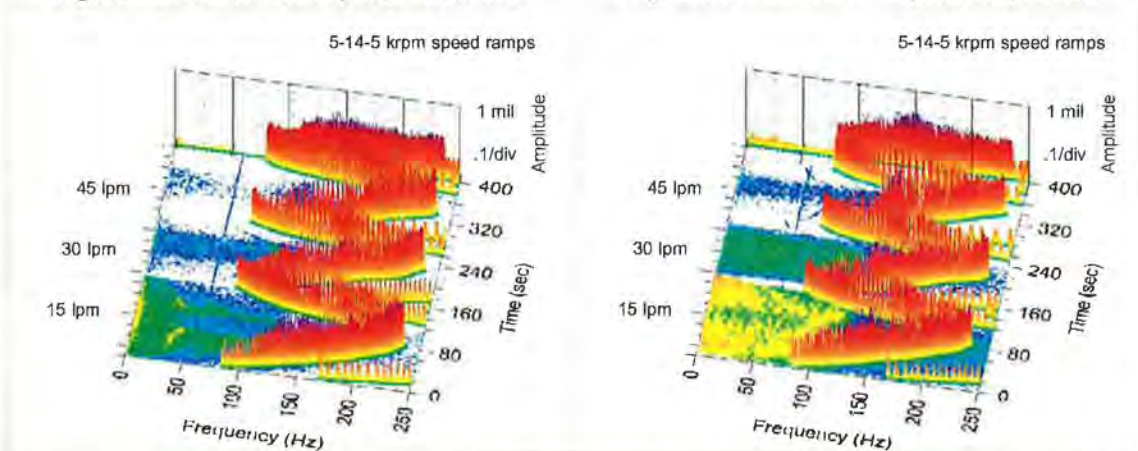 5-14-5 krpm speed ramps
1 mil
.1/div
Amplitude
45 lpm
30 lpm
15 lpm
400
320
240
160
80
0
Time (sec)
0
50
100
150
200
250
Frequency (Hz)
5-14-5 krpm speed ramps
1 mil
.1/div
Amplitude
45 lpm
30 lpm
15 lpm
400
320
240
160
80
0
Time (sec)
0
50
100
150
200
250
Frequency (Hz)